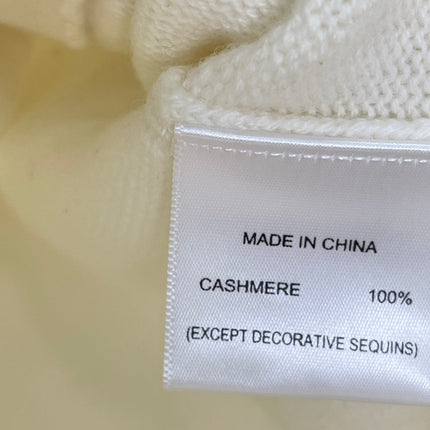 MADE IN CHINA
CASHMERE 100%
(EXCEPT DECORATIVE SEQUINS)